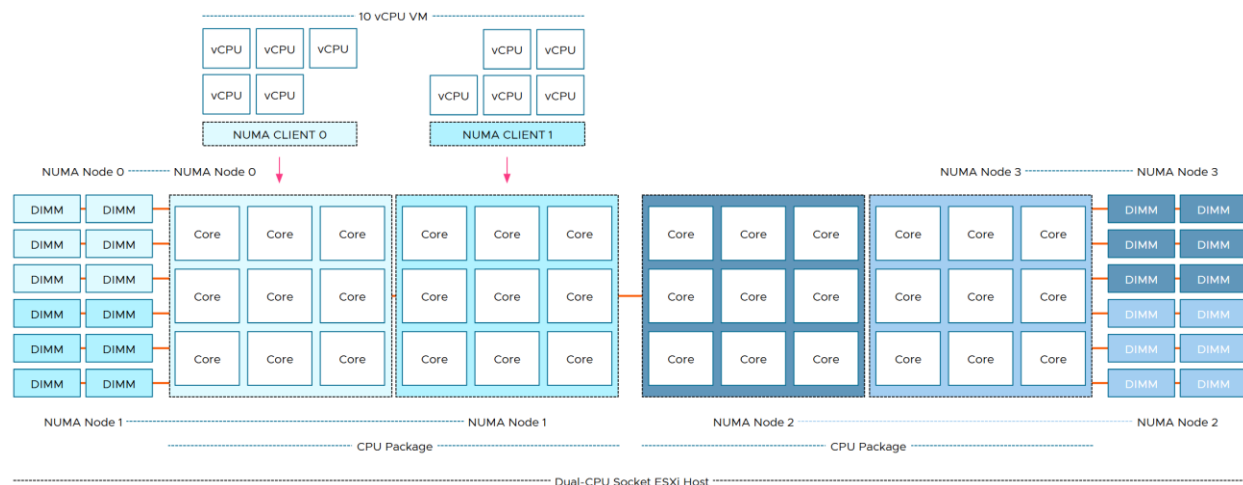 10 vCPU VM
vCPU vCPU vCPU vCPU vCPU
vCPU vCPU vCPU vCPU vCPU
NUMA CLIENT 0 NUMA CLIENT 1
NUMA Node 0 NUMA Node 0 NUMA Node 3 NUMA Node 3
DIMM DIMM DIMM DIMM
Core Core Core Core Core Core Core Core Core Core Core Core
DIMM DIMM DIMM DIMM
DIMM DIMM DIMM DIMM
Core Core Core Core Core Core Core Core Core Core Core Core
DIMM DIMM DIMM DIMM
DIMM DIMM DIMM DIMM
Core Core Core Core Core Core Core Core Core Core Core Core
DIMM DIMM DIMM DIMM
NUMA Node 1 NUMA Node 1 NUMA Node 2 NUMA Node 2
CPU Package CPU Package
Dual-CPU Socket ESXi Host